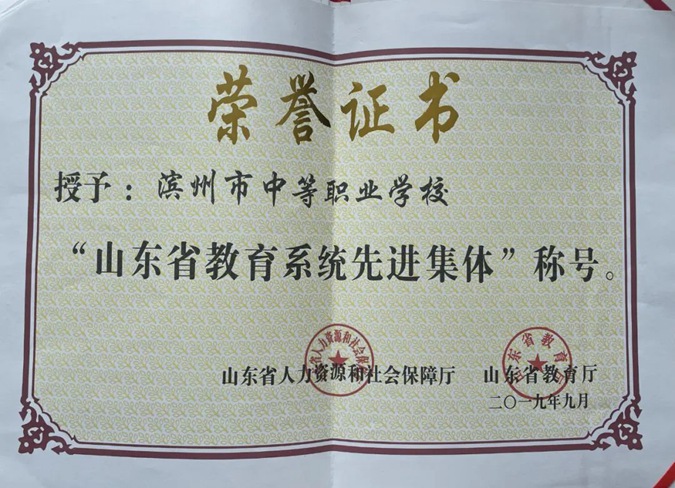 荣誉证书
授予：滨州市中等职业学校
“山东省教育系统先进集体”称号。
山东省人力资源和社会保障厅 山东省教育厅
二〇一九年九月